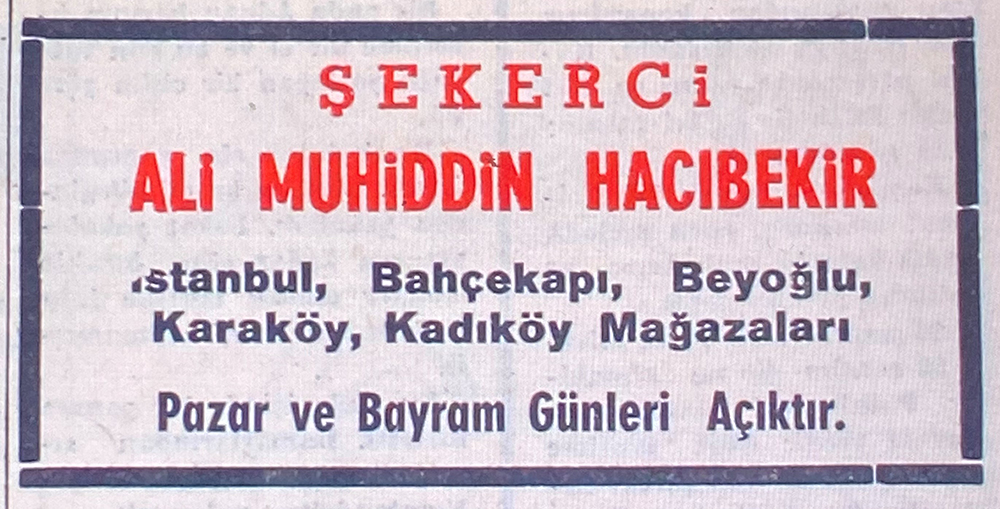 ŞEKERCi
ALi MUHiDDiN HACIBEKiR
ıstanbul, Bahçekapı, Beyoğlu,
Karaköy, Kadıköy Mağazaları
Pazar ve Bayram Günleri Açıktır.